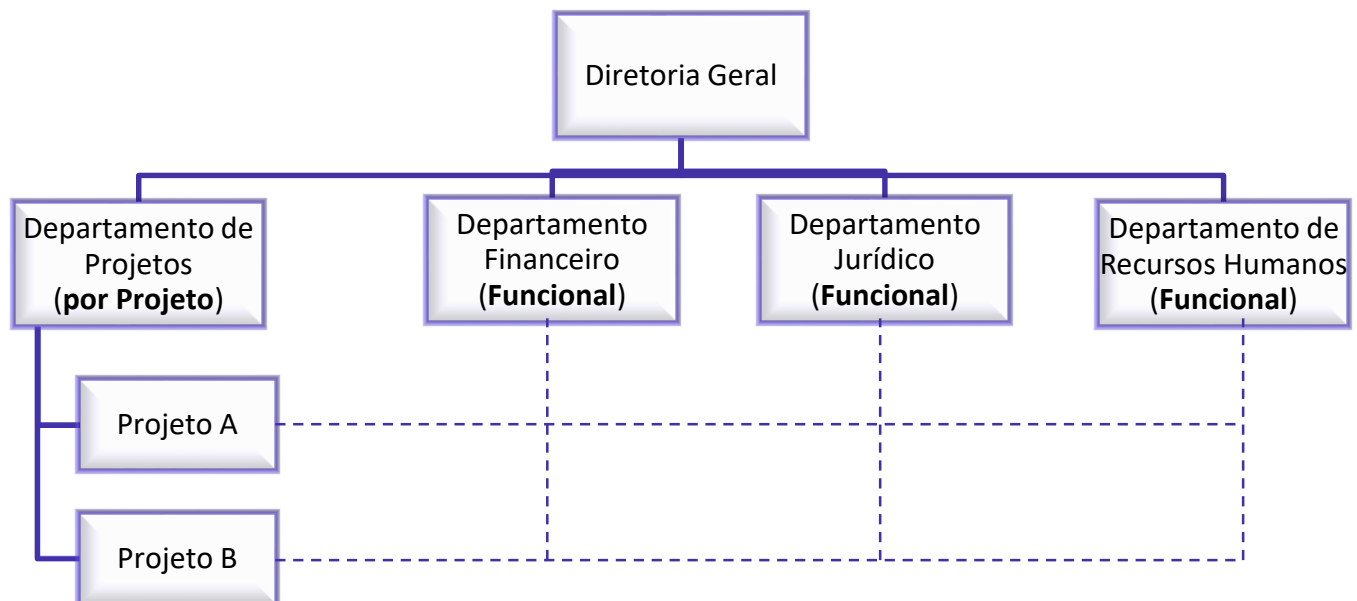 Diretoria Geral
Departamento de
Projetos
(por Projeto)
Departamento
Financeiro
(Funcional)
Departamento
Jurídico
(Funcional)
Departamento de
Recursos Humanos
(Funcional)
Projeto A
Projeto B